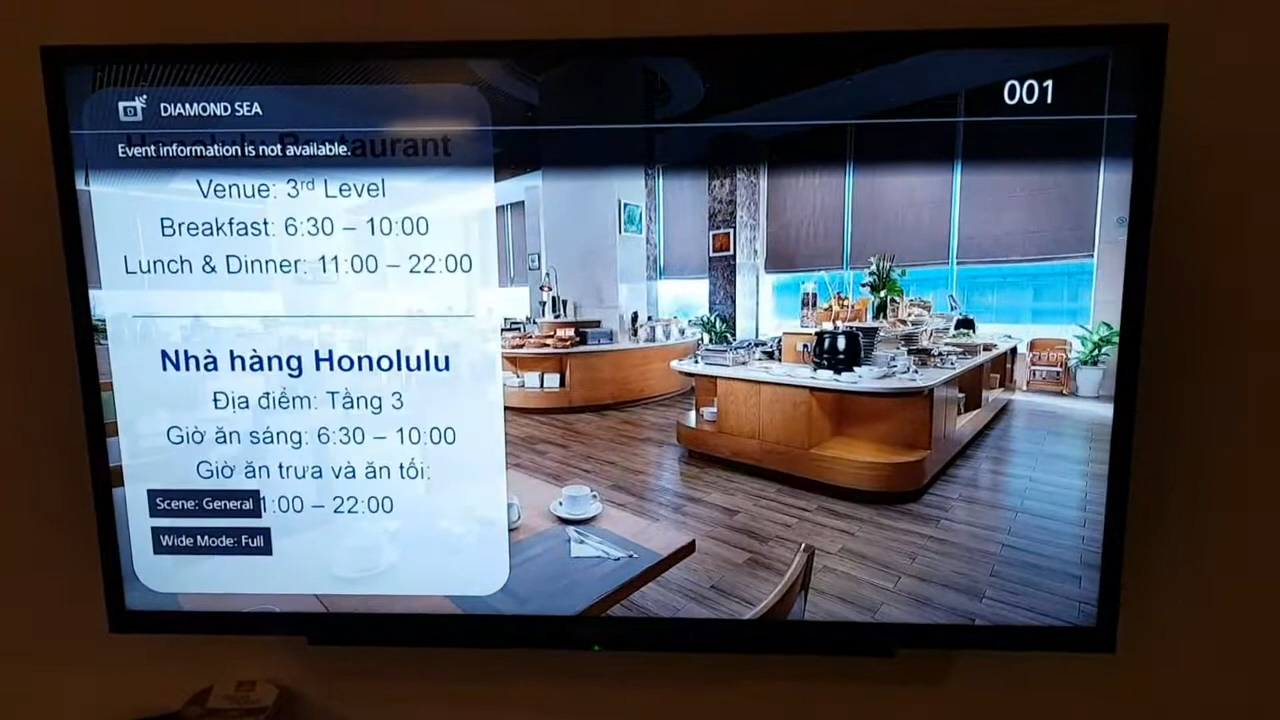 DIAMOND SEA
001
Honolulu Restaurant
Event information is not available.
Venue: 3rd Level
Breakfast: 6:30 – 10:00
Lunch & Dinner: 11:00 – 22:00
Nhà hàng Honolulu
Địa điểm: Tầng 3
Giờ ăn sáng: 6:30 – 10:00
Giờ ăn trưa và ăn tối:
Scene: General
1:00 – 22:00
Wide Mode: Full